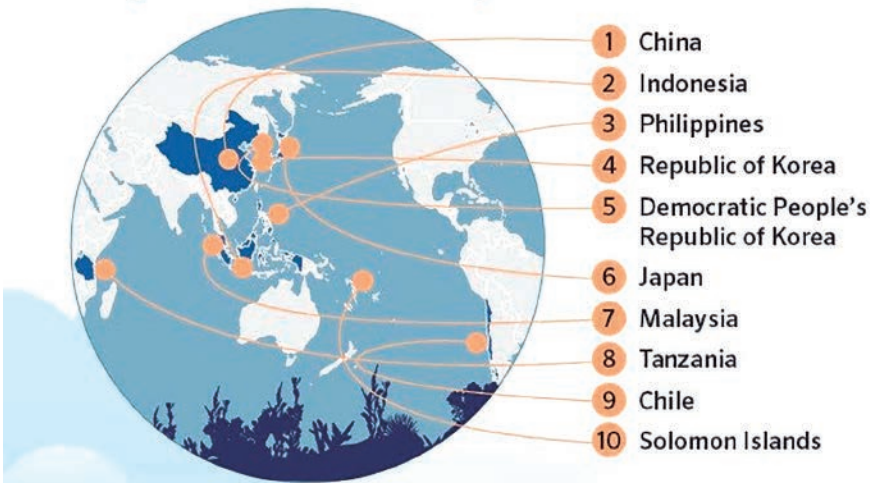 1 China
2 Indonesia
3 Philippines
4 Republic of Korea
5 Democratic People's
Republic of Korea
6 Japan
7 Malaysia
8 Tanzania
9 Chile
10 Solomon Islands